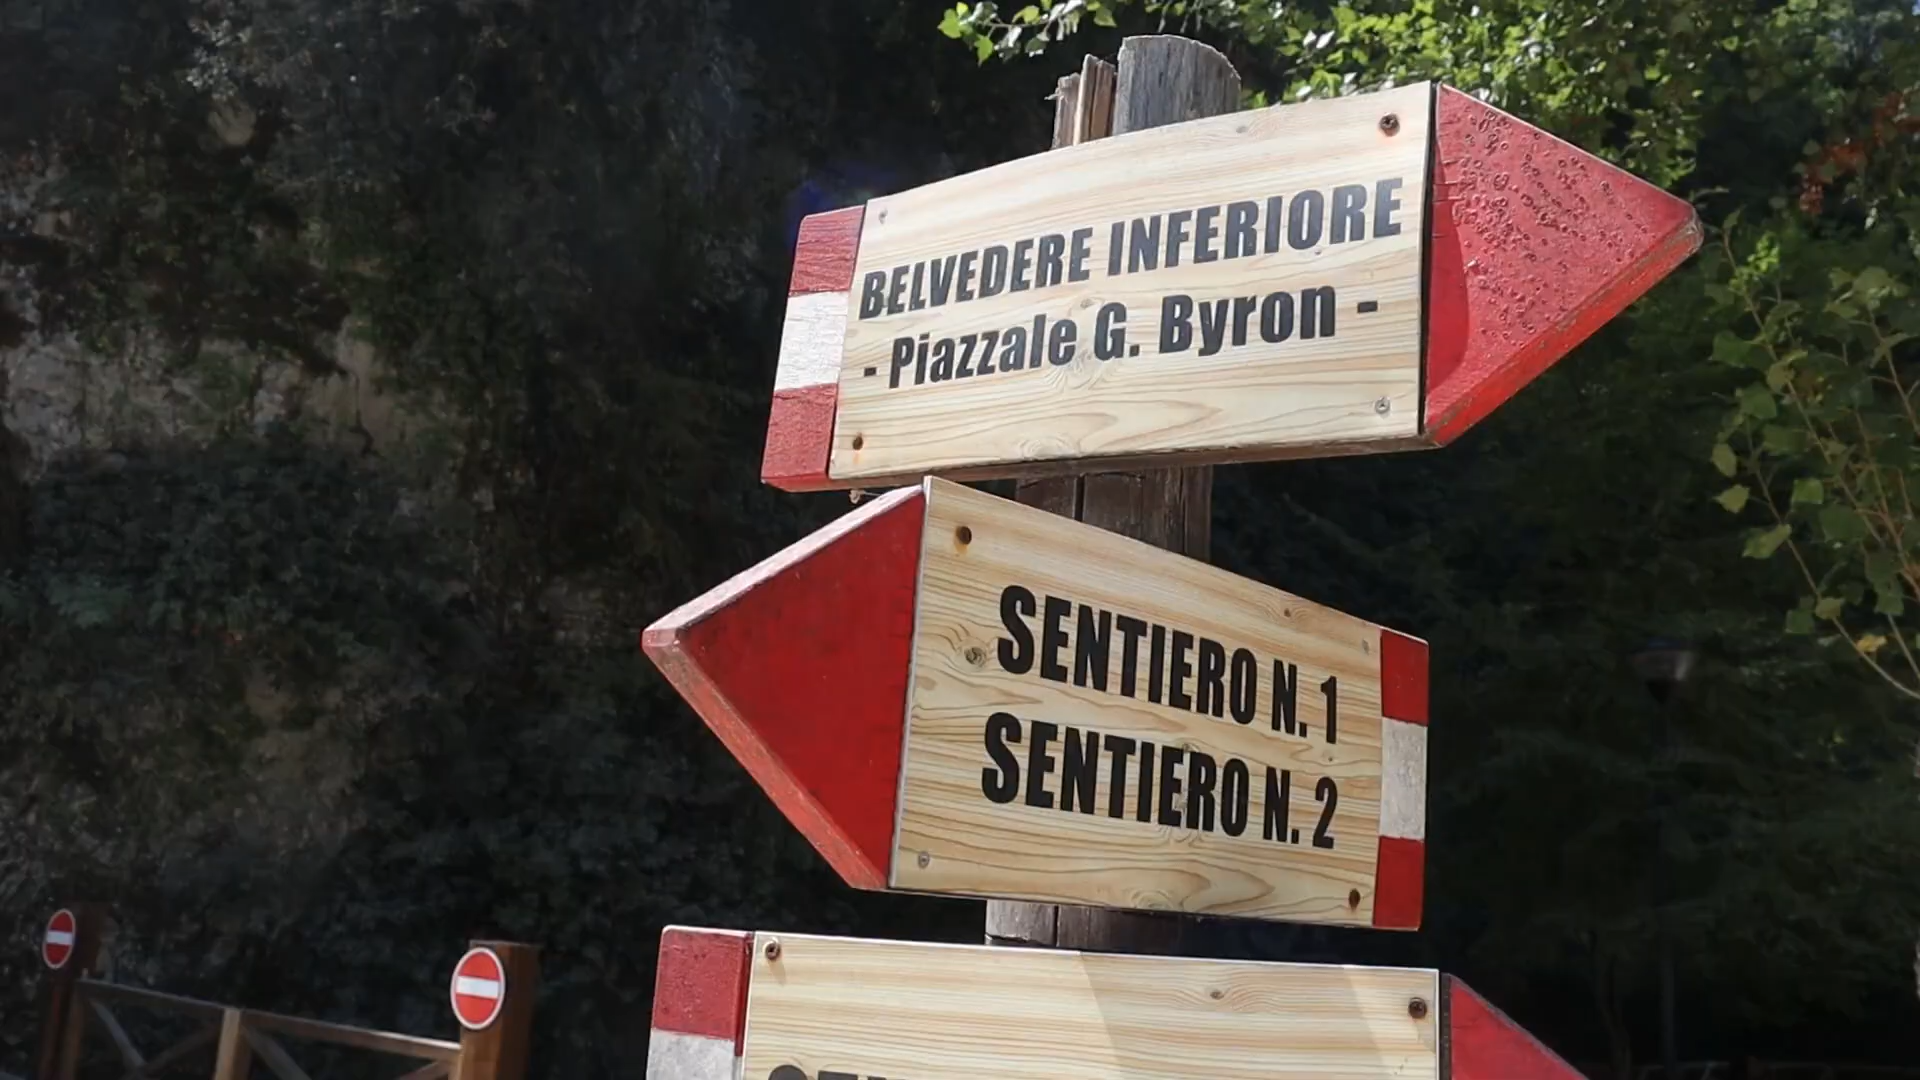 BELVEDERE INFERIORE
- Piazzale G. Byron -
SENTIERO N. 1
SENTIERO N. 2